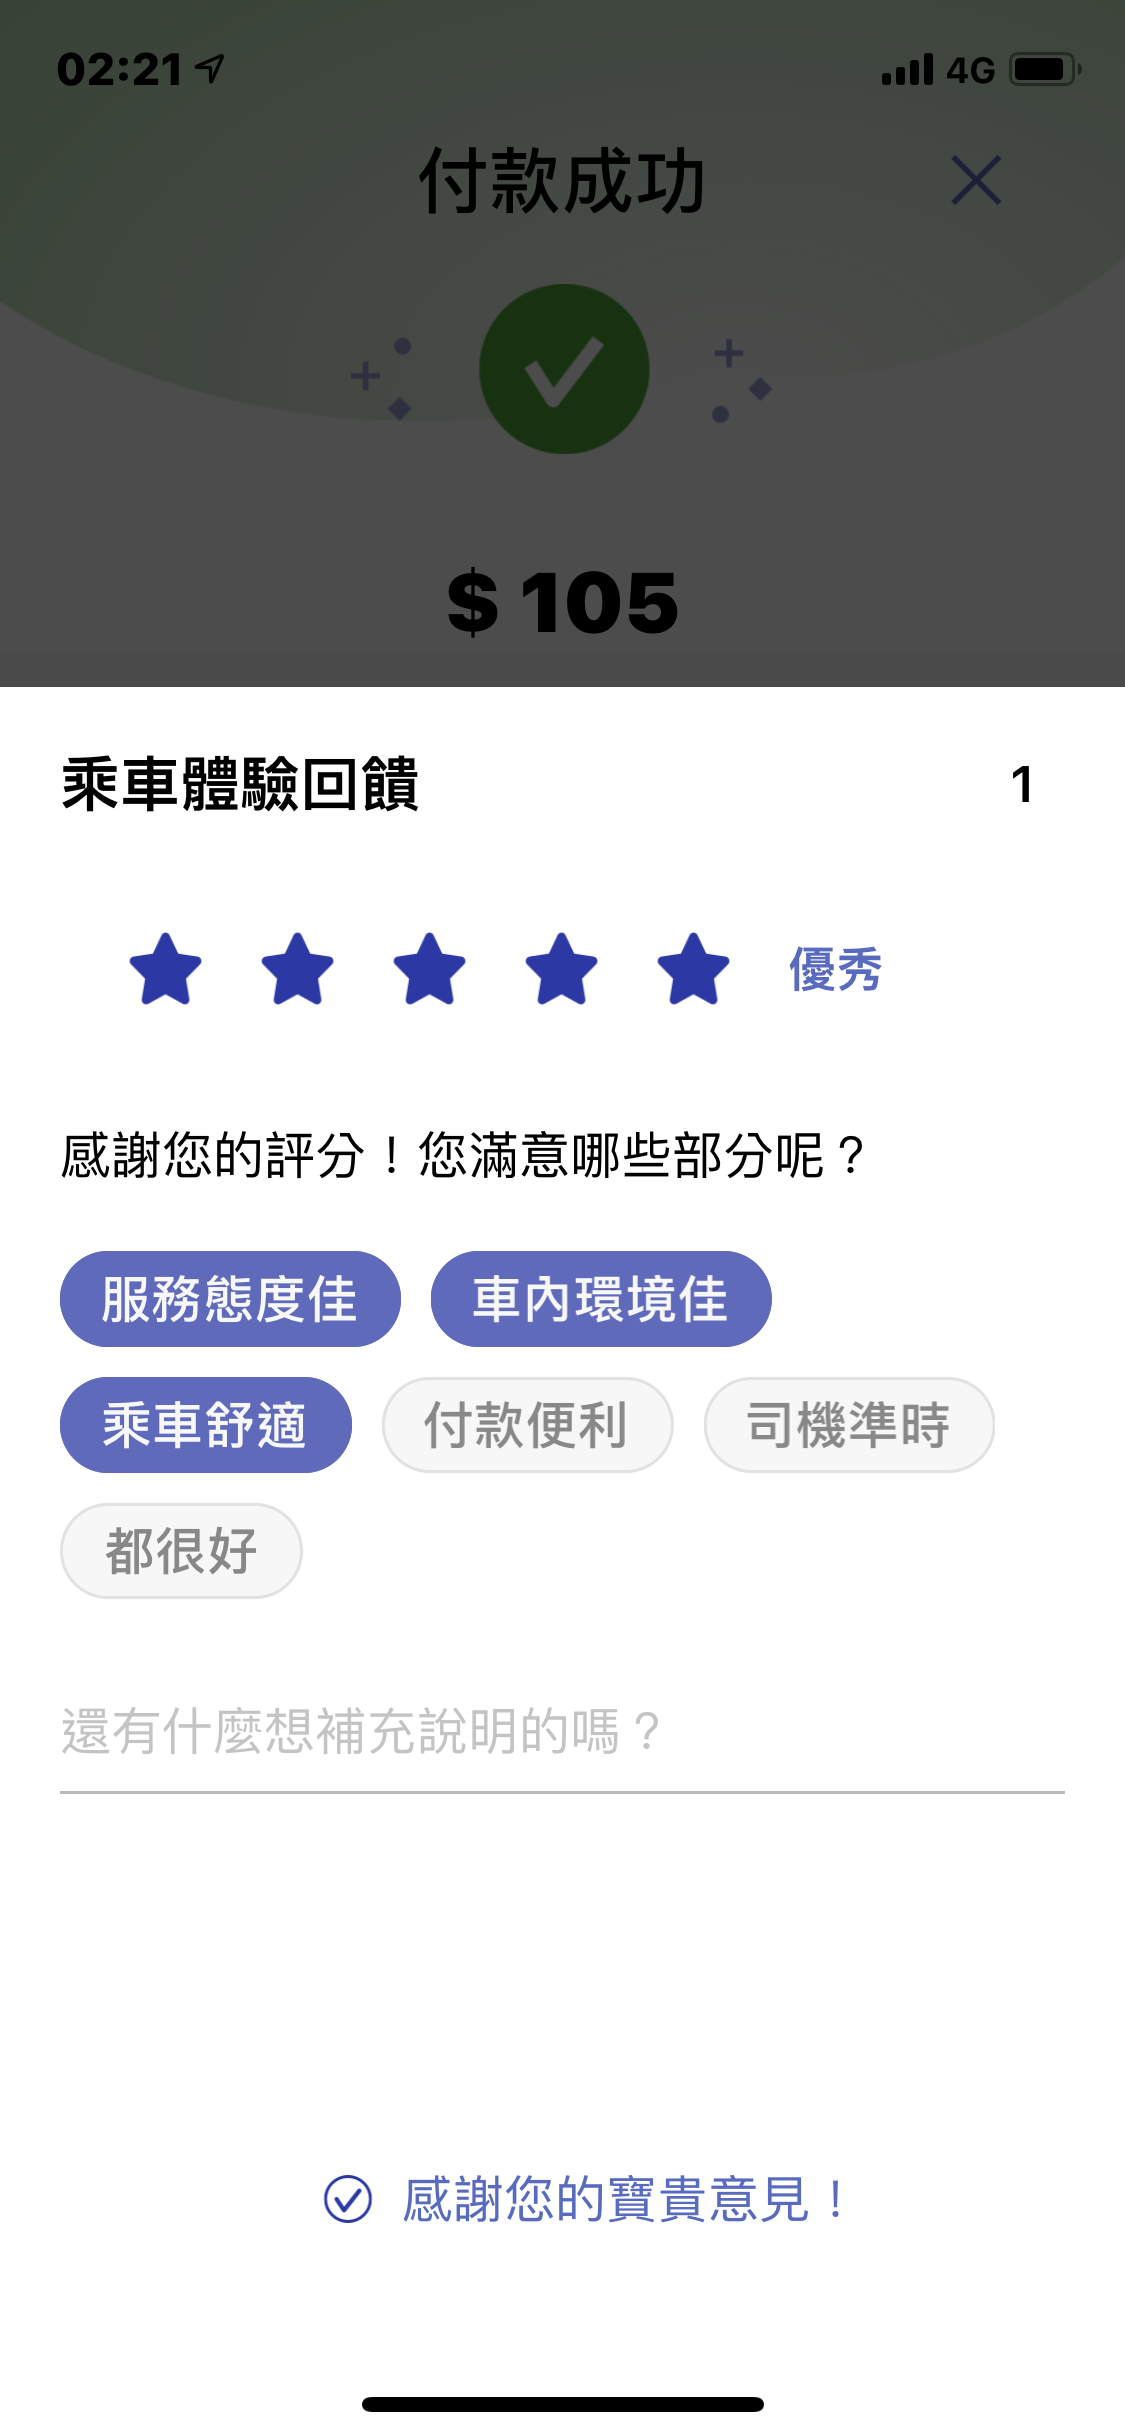 02:21 4G
付款成功
$ 105
乘車體驗回饋 1
優秀
感謝您的評分！您滿意哪些部分呢？
服務態度佳 車內環境佳
乘車舒適 付款便利 司機準時
都很好
還有什麼想補充說明的嗎？
感謝您的寶貴意見！